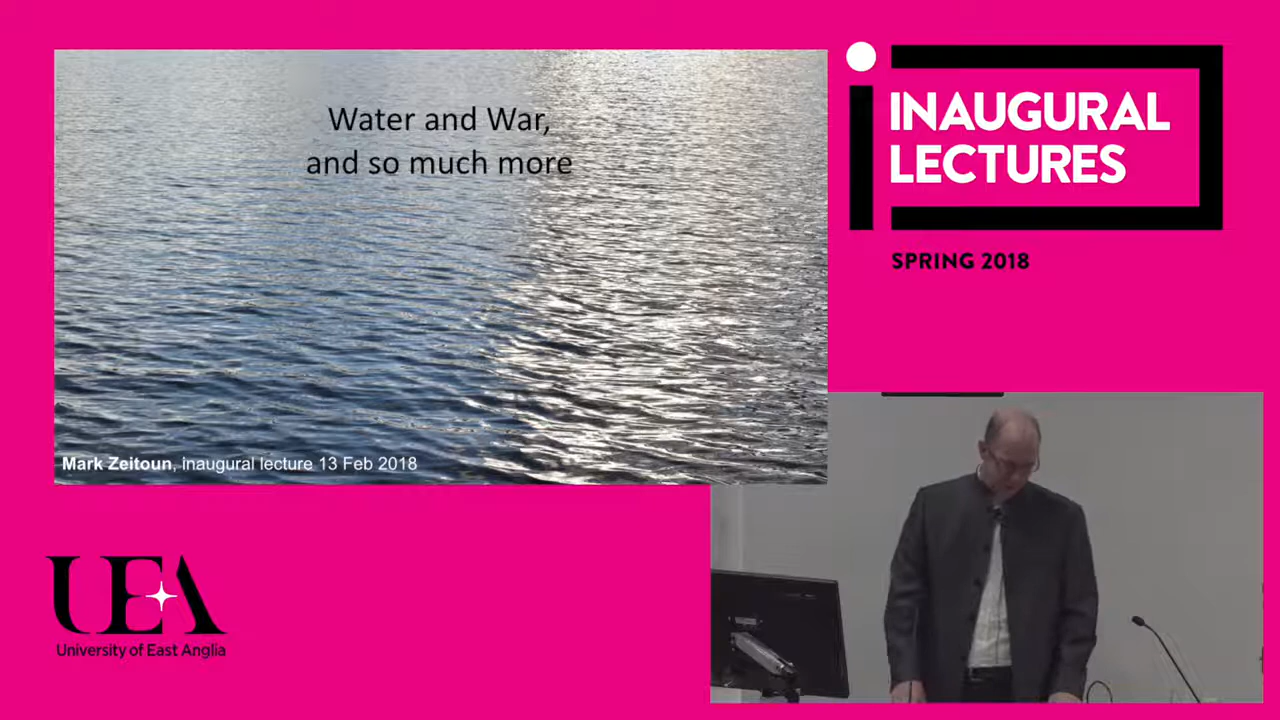 Water and War,
and so much more
Mark Zeitoun, inaugural lecture 13 Feb 2018
INAUGURAL
LECTURES
SPRING 2018
UEA
University of East Anglia